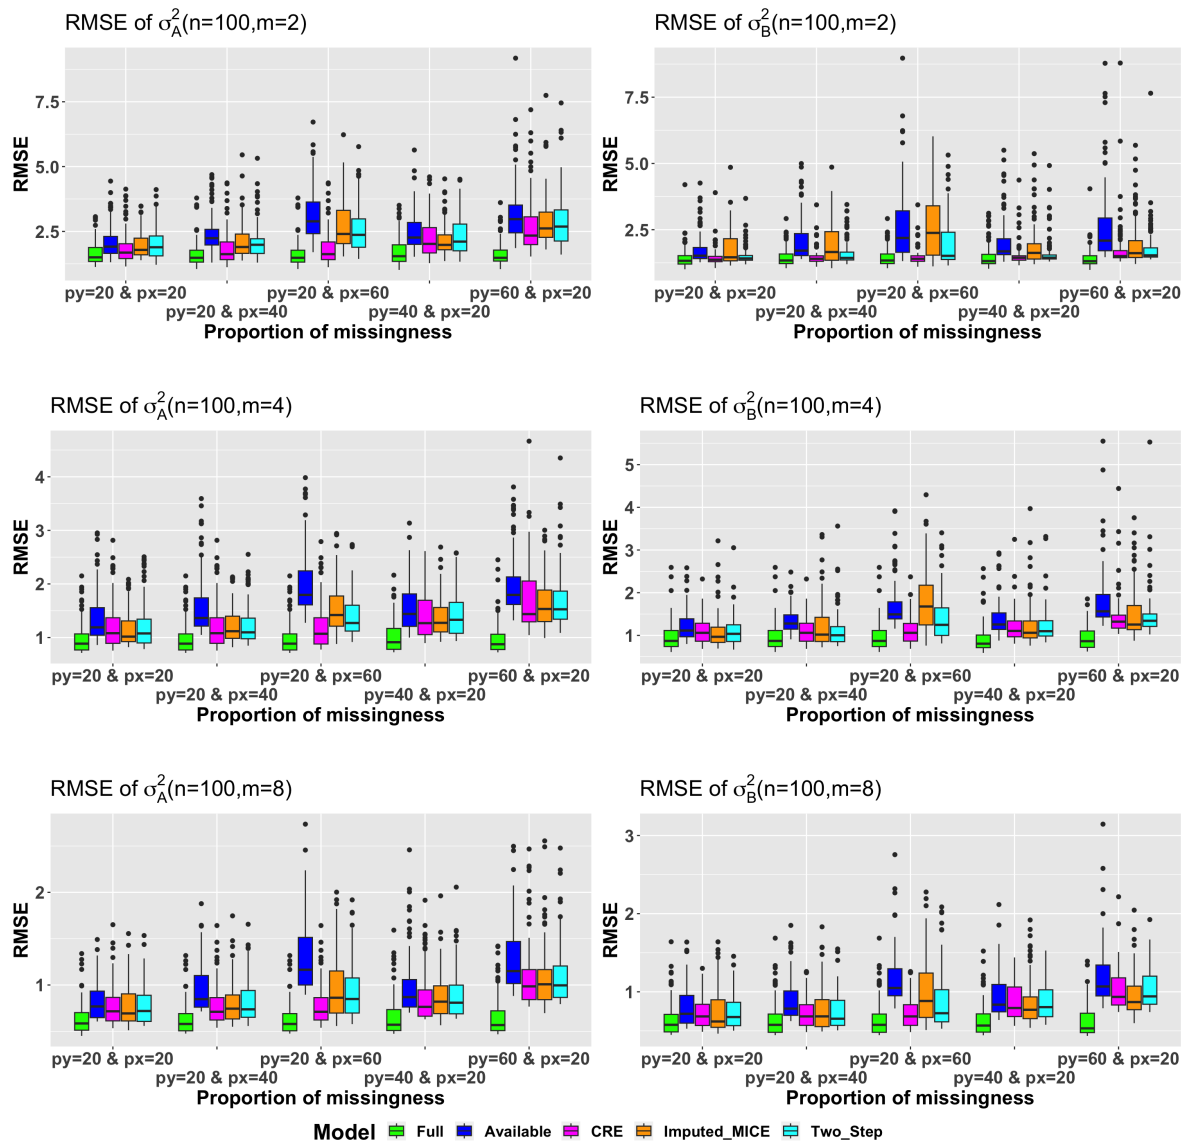 RMSE of σ²_A(n=100,m=2)
RMSE
7.5
5.0
2.5
py=20 & px=20 py=20 & px=60 py=60 & px=20
py=20 & px=40 py=40 & px=20
Proportion of missingness
RMSE of σ²_B(n=100,m=2)
RMSE
7.5
5.0
2.5
py=20 & px=20 py=20 & px=60 py=60 & px=20
py=20 & px=40 py=40 & px=20
Proportion of missingness
RMSE of σ²_A(n=100,m=4)
RMSE
4
3
2
1
py=20 & px=20 py=20 & px=60 py=60 & px=20
py=20 & px=40 py=40 & px=20
Proportion of missingness
RMSE of σ²_B(n=100,m=4)
RMSE
5
4
3
2
1
py=20 & px=20 py=20 & px=60 py=60 & px=20
py=20 & px=40 py=40 & px=20
Proportion of missingness
RMSE of σ²_A(n=100,m=8)
RMSE
2
1
py=20 & px=20 py=20 & px=60 py=60 & px=20
py=20 & px=40 py=40 & px=20
Proportion of missingness
RMSE of σ²_B(n=100,m=8)
RMSE
3
2
1
py=20 & px=20 py=20 & px=60 py=60 & px=20
py=20 & px=40 py=40 & px=20
Proportion of missingness
Model Full Available CRE Imputed_MICE Two_Step